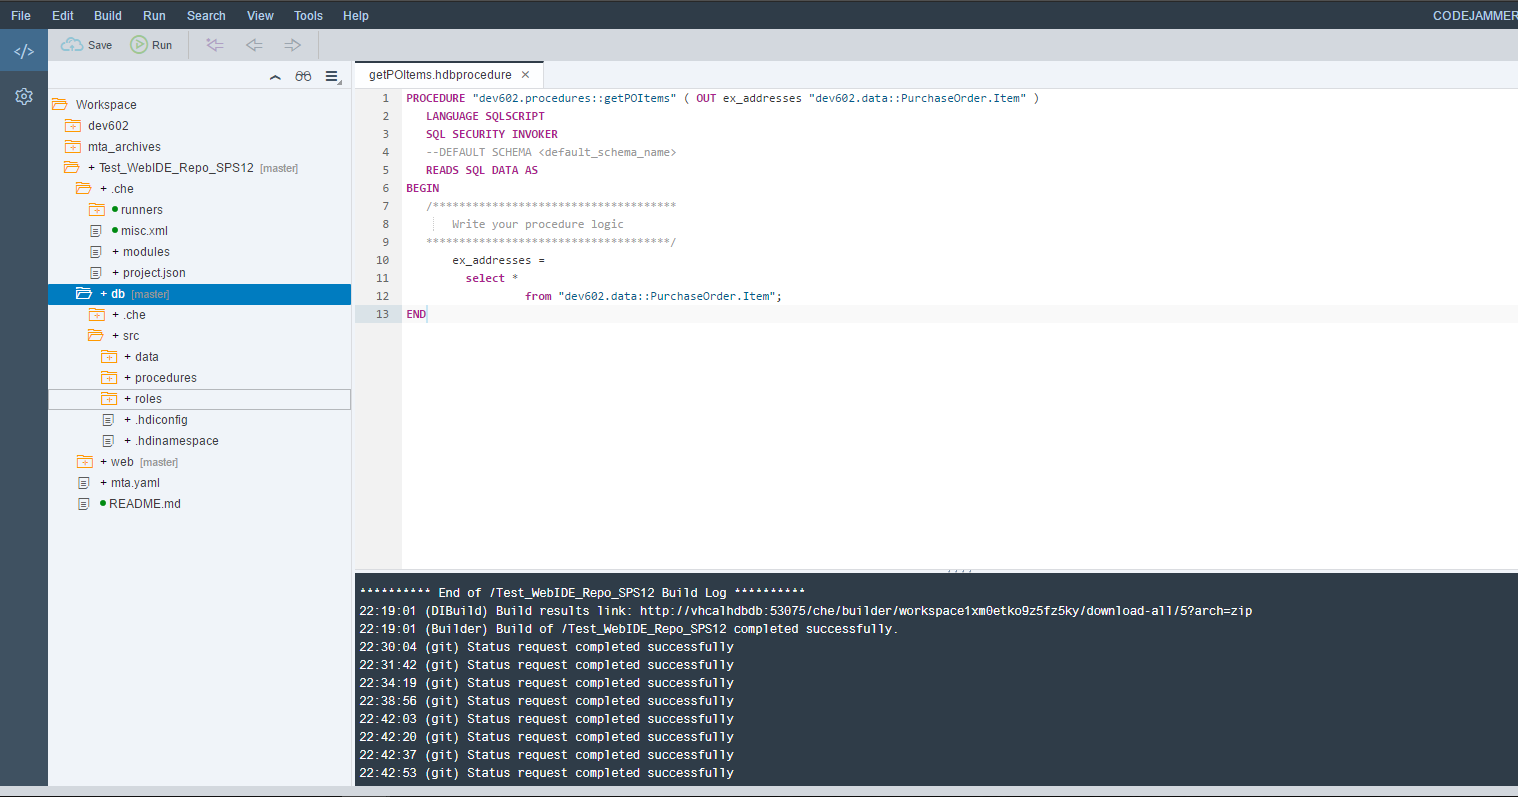 File Edit Build Run Search View Tools Help CODEJAMMER
Save Run
getPOItems.hdbprocedure ×
Workspace
dev602
mta_archives
+ Test_WebIDE_Repo_SPS12 [master]
+ .che
runners
misc.xml
+ modules
+ project.json
+ db [master]
+ .che
+ src
+ data
+ procedures
+ roles
+ .hdiconfig
+ .hdinamespace
+ web [master]
+ mta.yaml
README.md
1 PROCEDURE "dev602.procedures::getPOItems" ( OUT ex_addresses "dev602.data::PurchaseOrder.Item" )
2 LANGUAGE SQLSCRIPT
3 SQL SECURITY INVOKER
4 --DEFAULT SCHEMA <default_schema_name>
5 READS SQL DATA AS
6 BEGIN
7 /*************************************
8 Write your procedure logic
9 *************************************/
10 ex_addresses =
11 select *
12 from "dev602.data::PurchaseOrder.Item";
13 END
********** End of /Test_WebIDE_Repo_SPS12 Build Log **********
22:19:01 (DIBuild) Build results link: http://vhcalhdbdb:53075/che/builder/workspace1xm0etko9z5fz5ky/download-all/5?arch=zip
22:19:01 (Builder) Build of /Test_WebIDE_Repo_SPS12 completed successfully.
22:30:04 (git) Status request completed successfully
22:31:42 (git) Status request completed successfully
22:34:19 (git) Status request completed successfully
22:38:56 (git) Status request completed successfully
22:42:03 (git) Status request completed successfully
22:42:20 (git) Status request completed successfully
22:42:37 (git) Status request completed successfully
22:42:53 (git) Status request completed successfully